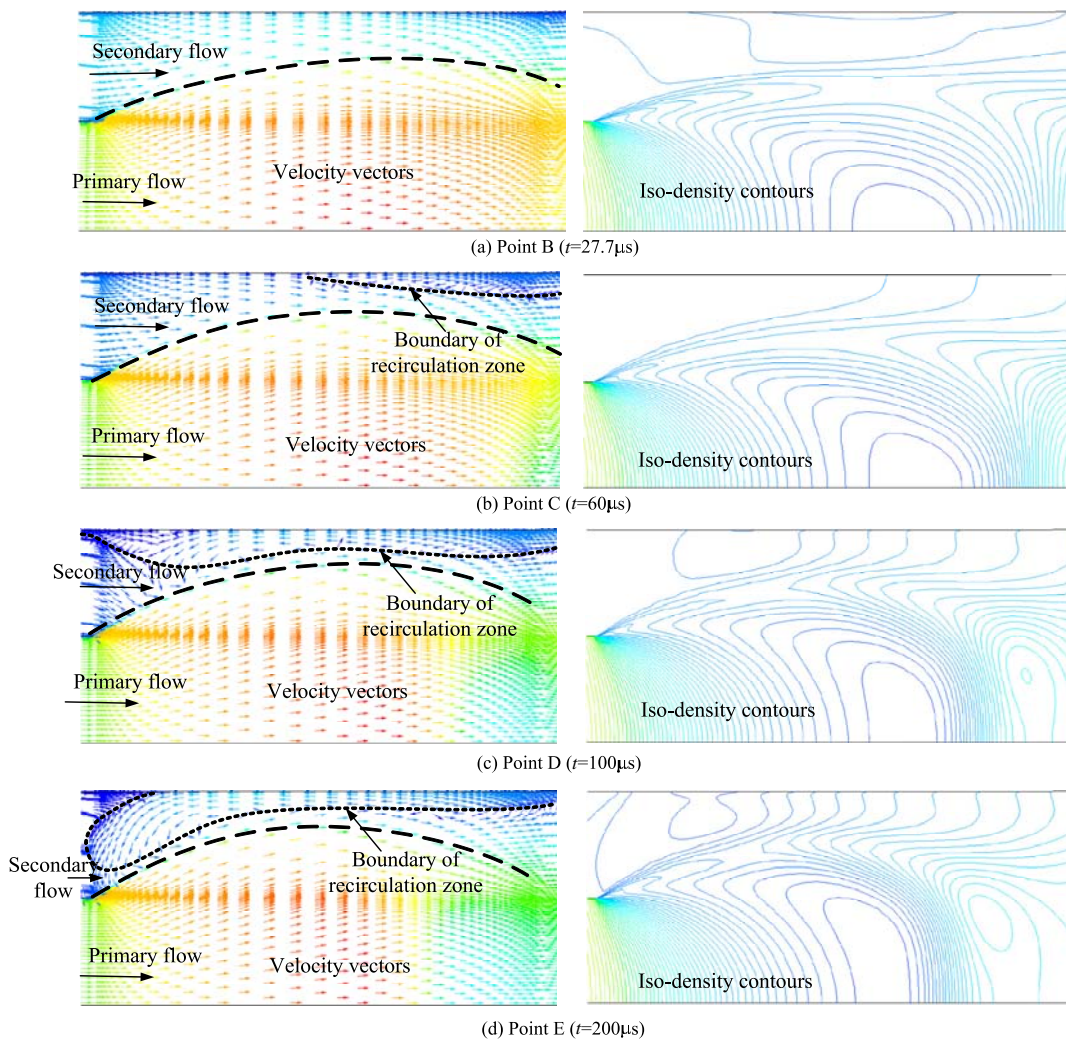 Secondary flow
Velocity vectors
Primary flow
Iso-density contours
(a) Point B (t=27.7μs)
Secondary flow
Boundary of
recirculation zone
Primary flow
Velocity vectors
Iso-density contours
(b) Point C (t=60μs)
Secondary flow
Boundary of
recirculation zone
Primary flow
Velocity vectors
Iso-density contours
(c) Point D (t=100μs)
Secondary
flow
Boundary of
recirculation zone
Primary flow
Velocity vectors
Iso-density contours
(d) Point E (t=200μs)